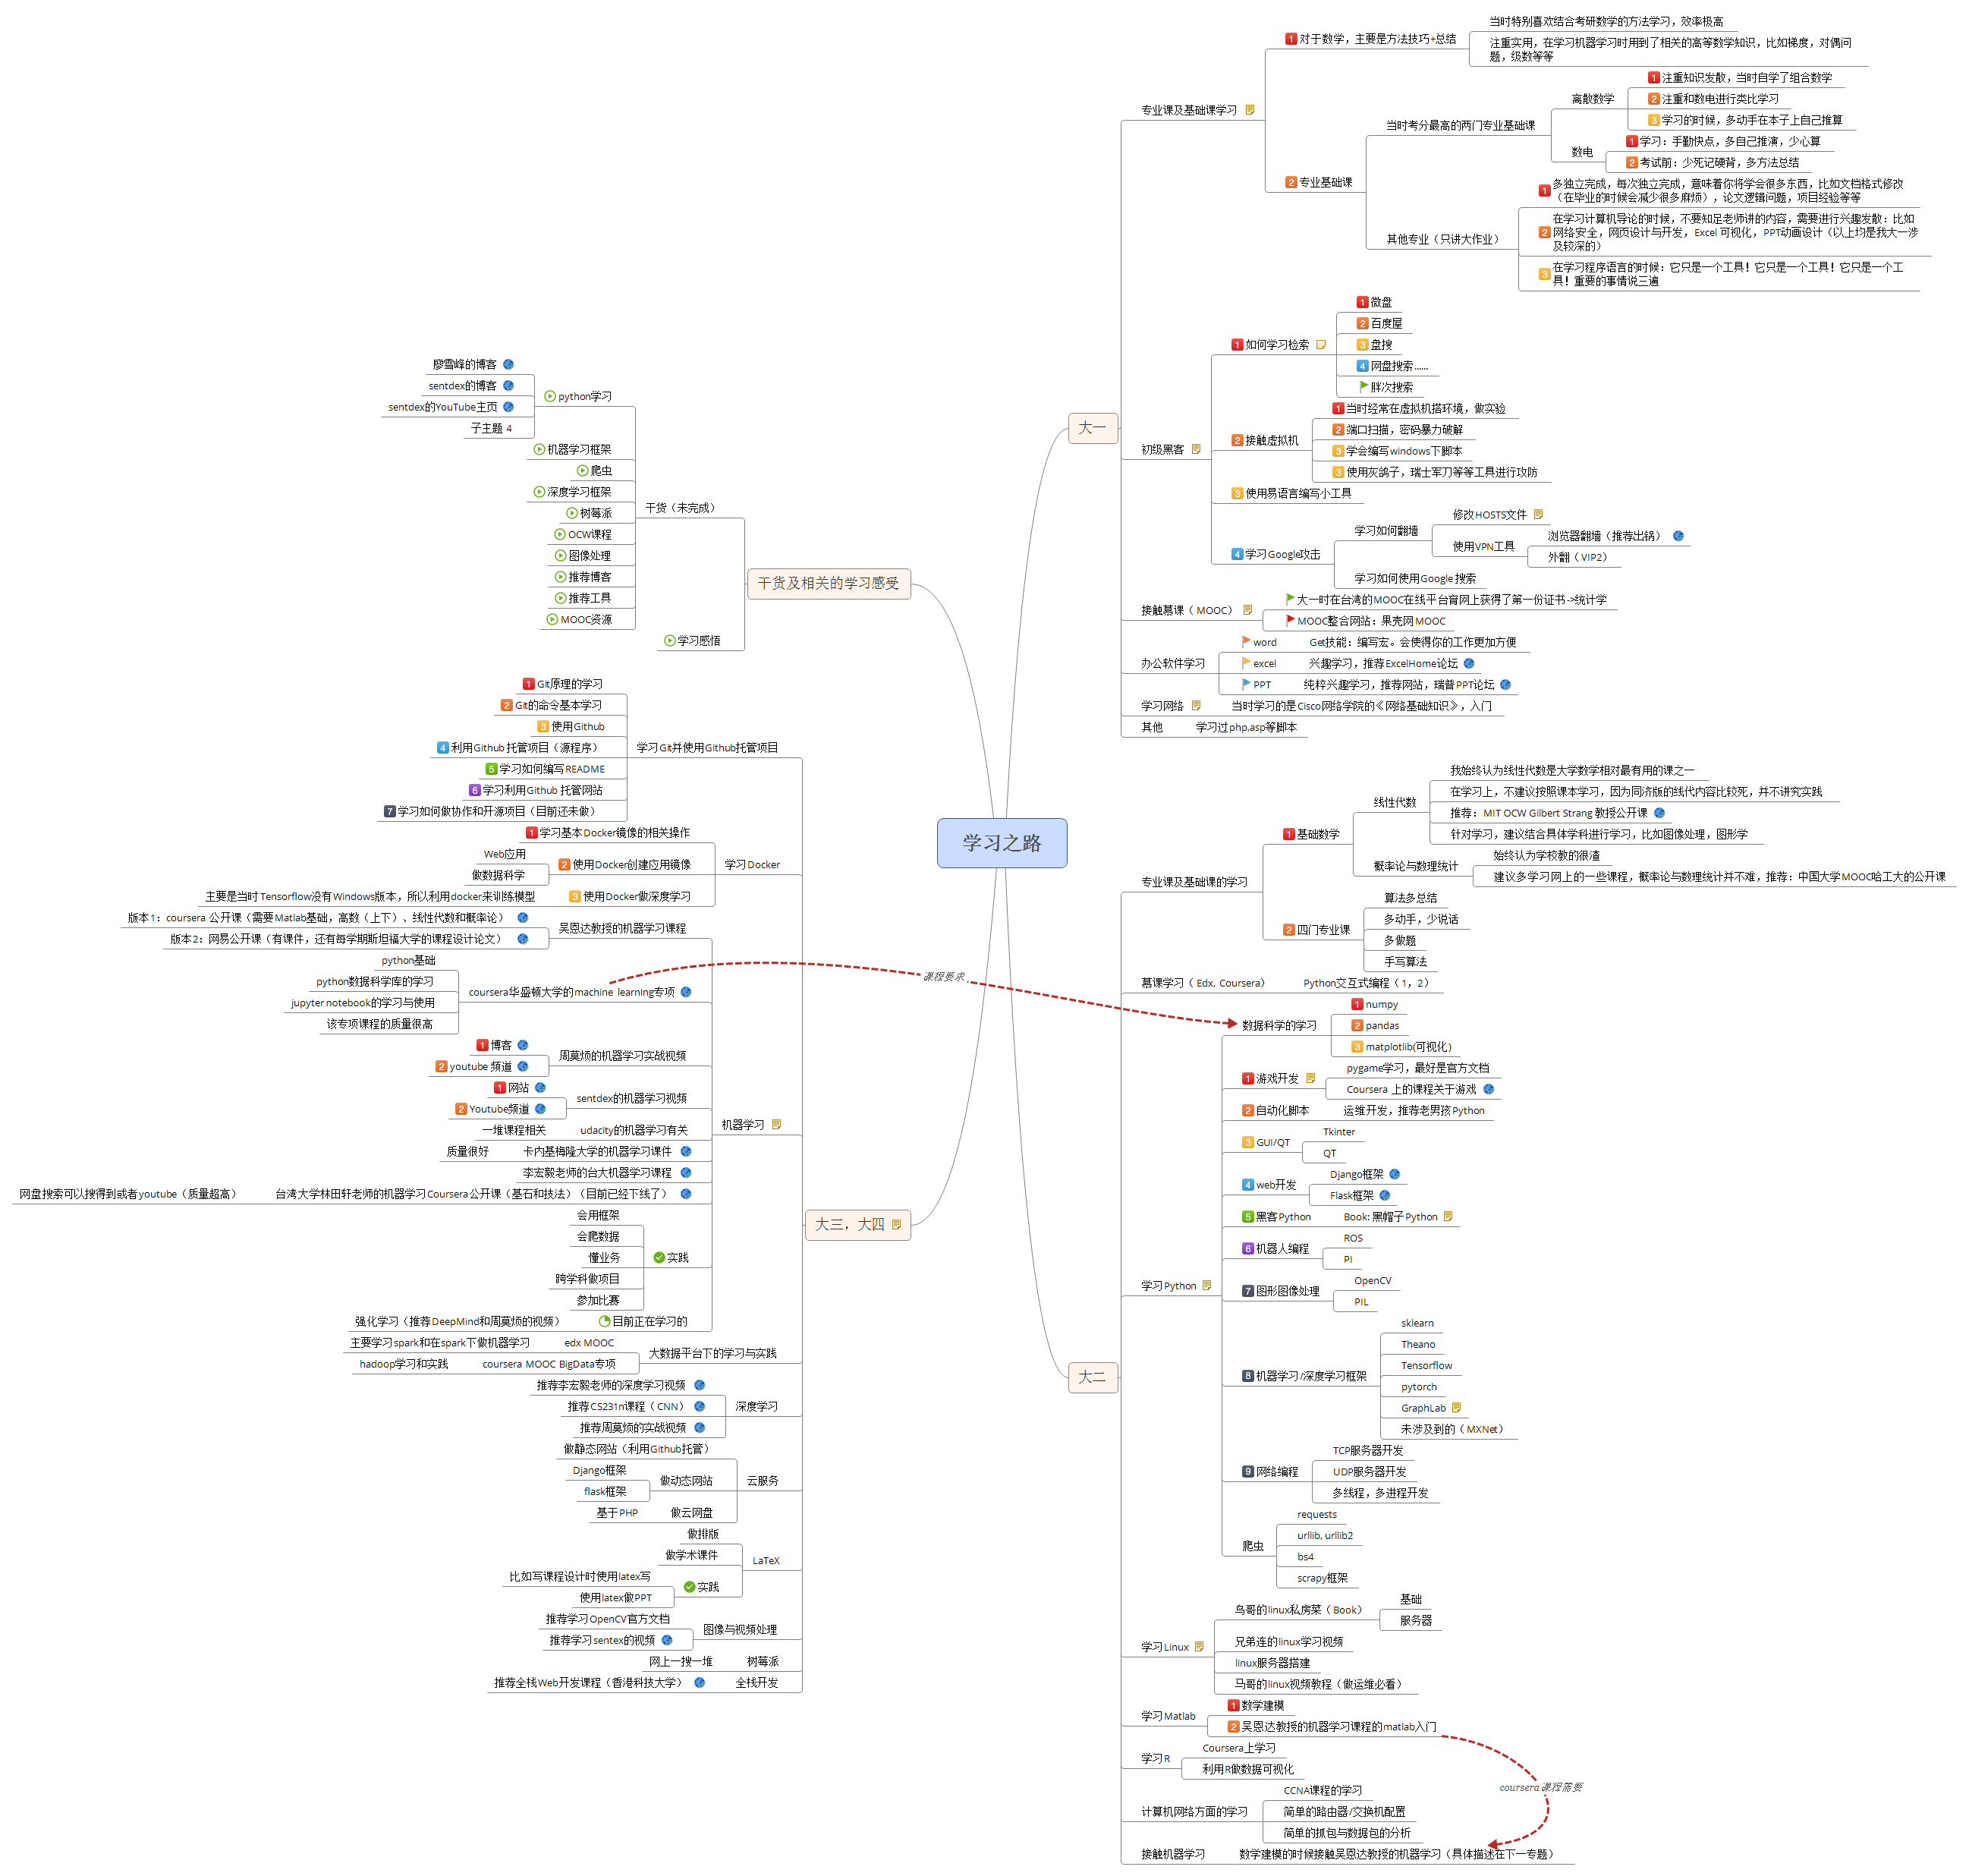 学习之路
大一
专业课及基础课学习
1 对于数学，主要是方法技巧+总结
当时特别喜欢结合考研数学的方法学习，效率极高
注重实用，在学习机器学习时用到了相关的高等数学知识，比如梯度，对偶问
题，级数等等
2 专业基础课
当时考分最高的两门专业基础课
离散数学
1 注重知识发散，当时自学了组合数学
2 注重和数电进行类比学习
3 学习的时候，多动手在本子上自己推算
数电
1 学习：手勤快点，多自己推演，少心算
2 考试前：少死记硬背，多方法总结
其他专业（只讲大作业）
1 多独立完成，每次独立完成，意味着你将学会很多东西，比如文档格式修改
（在毕业的时候会减少很多麻烦），论文逻辑问题，项目经验等等
2 在学习计算机导论的时候，不要知足老师讲的内容，需要进行兴趣发散：比如
网络安全，网页设计与开发，Excel 可视化，PPT动画设计（以上均是我大一涉
及较深的）
3 在学习程序语言的时候：它只是一个工具！它只是一个工具！它只是一个工
具！重要的事情说三遍
初级黑客
1 如何学习检索
1 微盘
2 百度屋
3 盘搜
4 网盘搜索......
胖次搜索
2 接触虚拟机
1 当时经常在虚拟机搭环境，做实验
2 端口扫描，密码暴力破解
3 学会编写windows下脚本
3 使用灰鸽子，瑞士军刀等等工具进行攻防
3 使用易语言编写小工具
4 学习Google攻击
学习如何翻墙
修改HOSTS文件
使用VPN工具
浏览器翻墙（推荐出锅）
外翻（VIP2）
学习如何使用Google 搜索
接触慕课（MOOC）
大一时在台湾的MOOC在线平台育网上获得了第一份证书->统计学
MOOC整合网站：果壳网MOOC
办公软件学习
word
Get技能：编写宏。会使得你的工作更加方便
excel
兴趣学习，推荐ExcelHome论坛
PPT
纯粹兴趣学习，推荐网站，瑞普PPT论坛
学习网络
当时学习的是Cisco网络学院的《网络基础知识》，入门
其他
学习过php,asp等脚本
大二
专业课及基础课的学习
1 基础数学
线性代数
我始终认为线性代数是大学数学相对最有用的课之一
在学习上，不建议按照课本学习，因为同济版的线代内容比较死，并不讲究实践
推荐：MIT OCW Gilbert Strang 教授公开课
针对学习，建议结合具体学科进行学习，比如图像处理，图形学
概率论与数理统计
始终认为学校教的很渣
建议多学习网上的一些课程，概率论与数理统计并不难，推荐：中国大学MOOC哈工大的公开课
2 四门专业课
算法多总结
多动手，少说话
多做题
手写算法
慕课学习（Edx, Coursera）
Python交互式编程（1，2）
学习Python
数据科学的学习
1 numpy
2 pandas
3 matplotlib(可视化)
1 游戏开发
pygame学习，最好是官方文档
Coursera 上的课程关于游戏
2 自动化脚本
运维开发，推荐老男孩Python
3 GUI/QT
Tkinter
QT
4 web开发
Django框架
Flask框架
5 黑客Python
Book: 黑帽子Python
6 机器人编程
ROS
PI
7 图形图像处理
OpenCV
PIL
8 机器学习/深度学习框架
sklearn
Theano
Tensorflow
pytorch
GraphLab
未涉及到的（MXNet）
9 网络编程
TCP服务器开发
UDP服务器开发
多线程，多进程开发
爬虫
requests
urllib, urllib2
bs4
scrapy框架
学习Linux
鸟哥的linux私房菜（Book）
基础
服务器
兄弟连的linux学习视频
linux服务器搭建
马哥的linux视频教程（做运维必看）
学习Matlab
1 数学建模
2 吴恩达教授的机器学习课程的matlab入门
coursera课程需要
学习R
Coursera上学习
利用R做数据可视化
计算机网络方面的学习
CCNA课程的学习
简单的路由器/交换机配置
简单的抓包与数据包的分析
接触机器学习
数学建模的时候接触吴恩达教授的机器学习（具体描述在下一专题）
大三，大四
学习Git并使用Github托管项目
1 Git原理的学习
2 Git的命令基本学习
3 使用Github
4 利用Github 托管项目（源程序）
5 学习如何编写README
6 学习利用Github 托管网站
7 学习如何做协作和开源项目（目前还未做）
学习Docker
1 学习基本Docker镜像的相关操作
2 使用Docker创建应用镜像
Web应用
做数据科学
3 使用Docker做深度学习
主要是当时Tensorflow没有Windows版本，所以利用docker来训练模型
机器学习
吴恩达教授的机器学习课程
版本1：coursera 公开课（需要Matlab基础，高数（上下）、线性代数和概率论）
版本2：网易公开课（有课件，还有每学期斯坦福大学的课程设计论文）
coursera华盛顿大学的machine learning专项
python基础
python数据科学库的学习
jupyter notebook的学习与使用
该专项课程的质量很高
课程要求
周莫烦的机器学习实战视频
1 博客
2 youtube 频道
sentdex的机器学习视频
1 网站
2 Youtube频道
udacity的机器学习有关
一堆课程相关
卡内基梅隆大学的机器学习课件
质量很好
李宏毅老师的台大机器学习课程
台湾大学林田轩老师的机器学习Coursera公开课（基石和技法）（目前已经下线了）
网盘搜索可以搜得到或者youtube（质量超高）
实践
会用框架
会爬数据
懂业务
跨学科做项目
参加比赛
目前正在学习的
强化学习（推荐DeepMind和周莫烦的视频）
大数据平台下的学习与实践
edx MOOC
主要学习spark和在spark下做机器学习
coursera MOOC BigData专项
hadoop学习和实践
深度学习
推荐李宏毅老师的深度学习视频
推荐CS231n课程（CNN）
推荐周莫烦的实战视频
云服务
做静态网站（利用Github托管）
做动态网站
Django框架
flask框架
做云网盘
基于PHP
LaTeX
做排版
做学术课件
实践
比如写课程设计时使用latex写
使用latex做PPT
图像与视频处理
推荐学习OpenCV官方文档
推荐学习sentex的视频
树莓派
网上一搜一堆
全栈开发
推荐全栈Web开发课程（香港科技大学）
干货及相关的学习感受
干货（未完成）
python学习
廖雪峰的博客
sentdex的博客
sentdex的YouTube主页
子主题 4
机器学习框架
爬虫
深度学习框架
树莓派
OCW课程
图像处理
推荐博客
推荐工具
MOOC资源
学习感悟